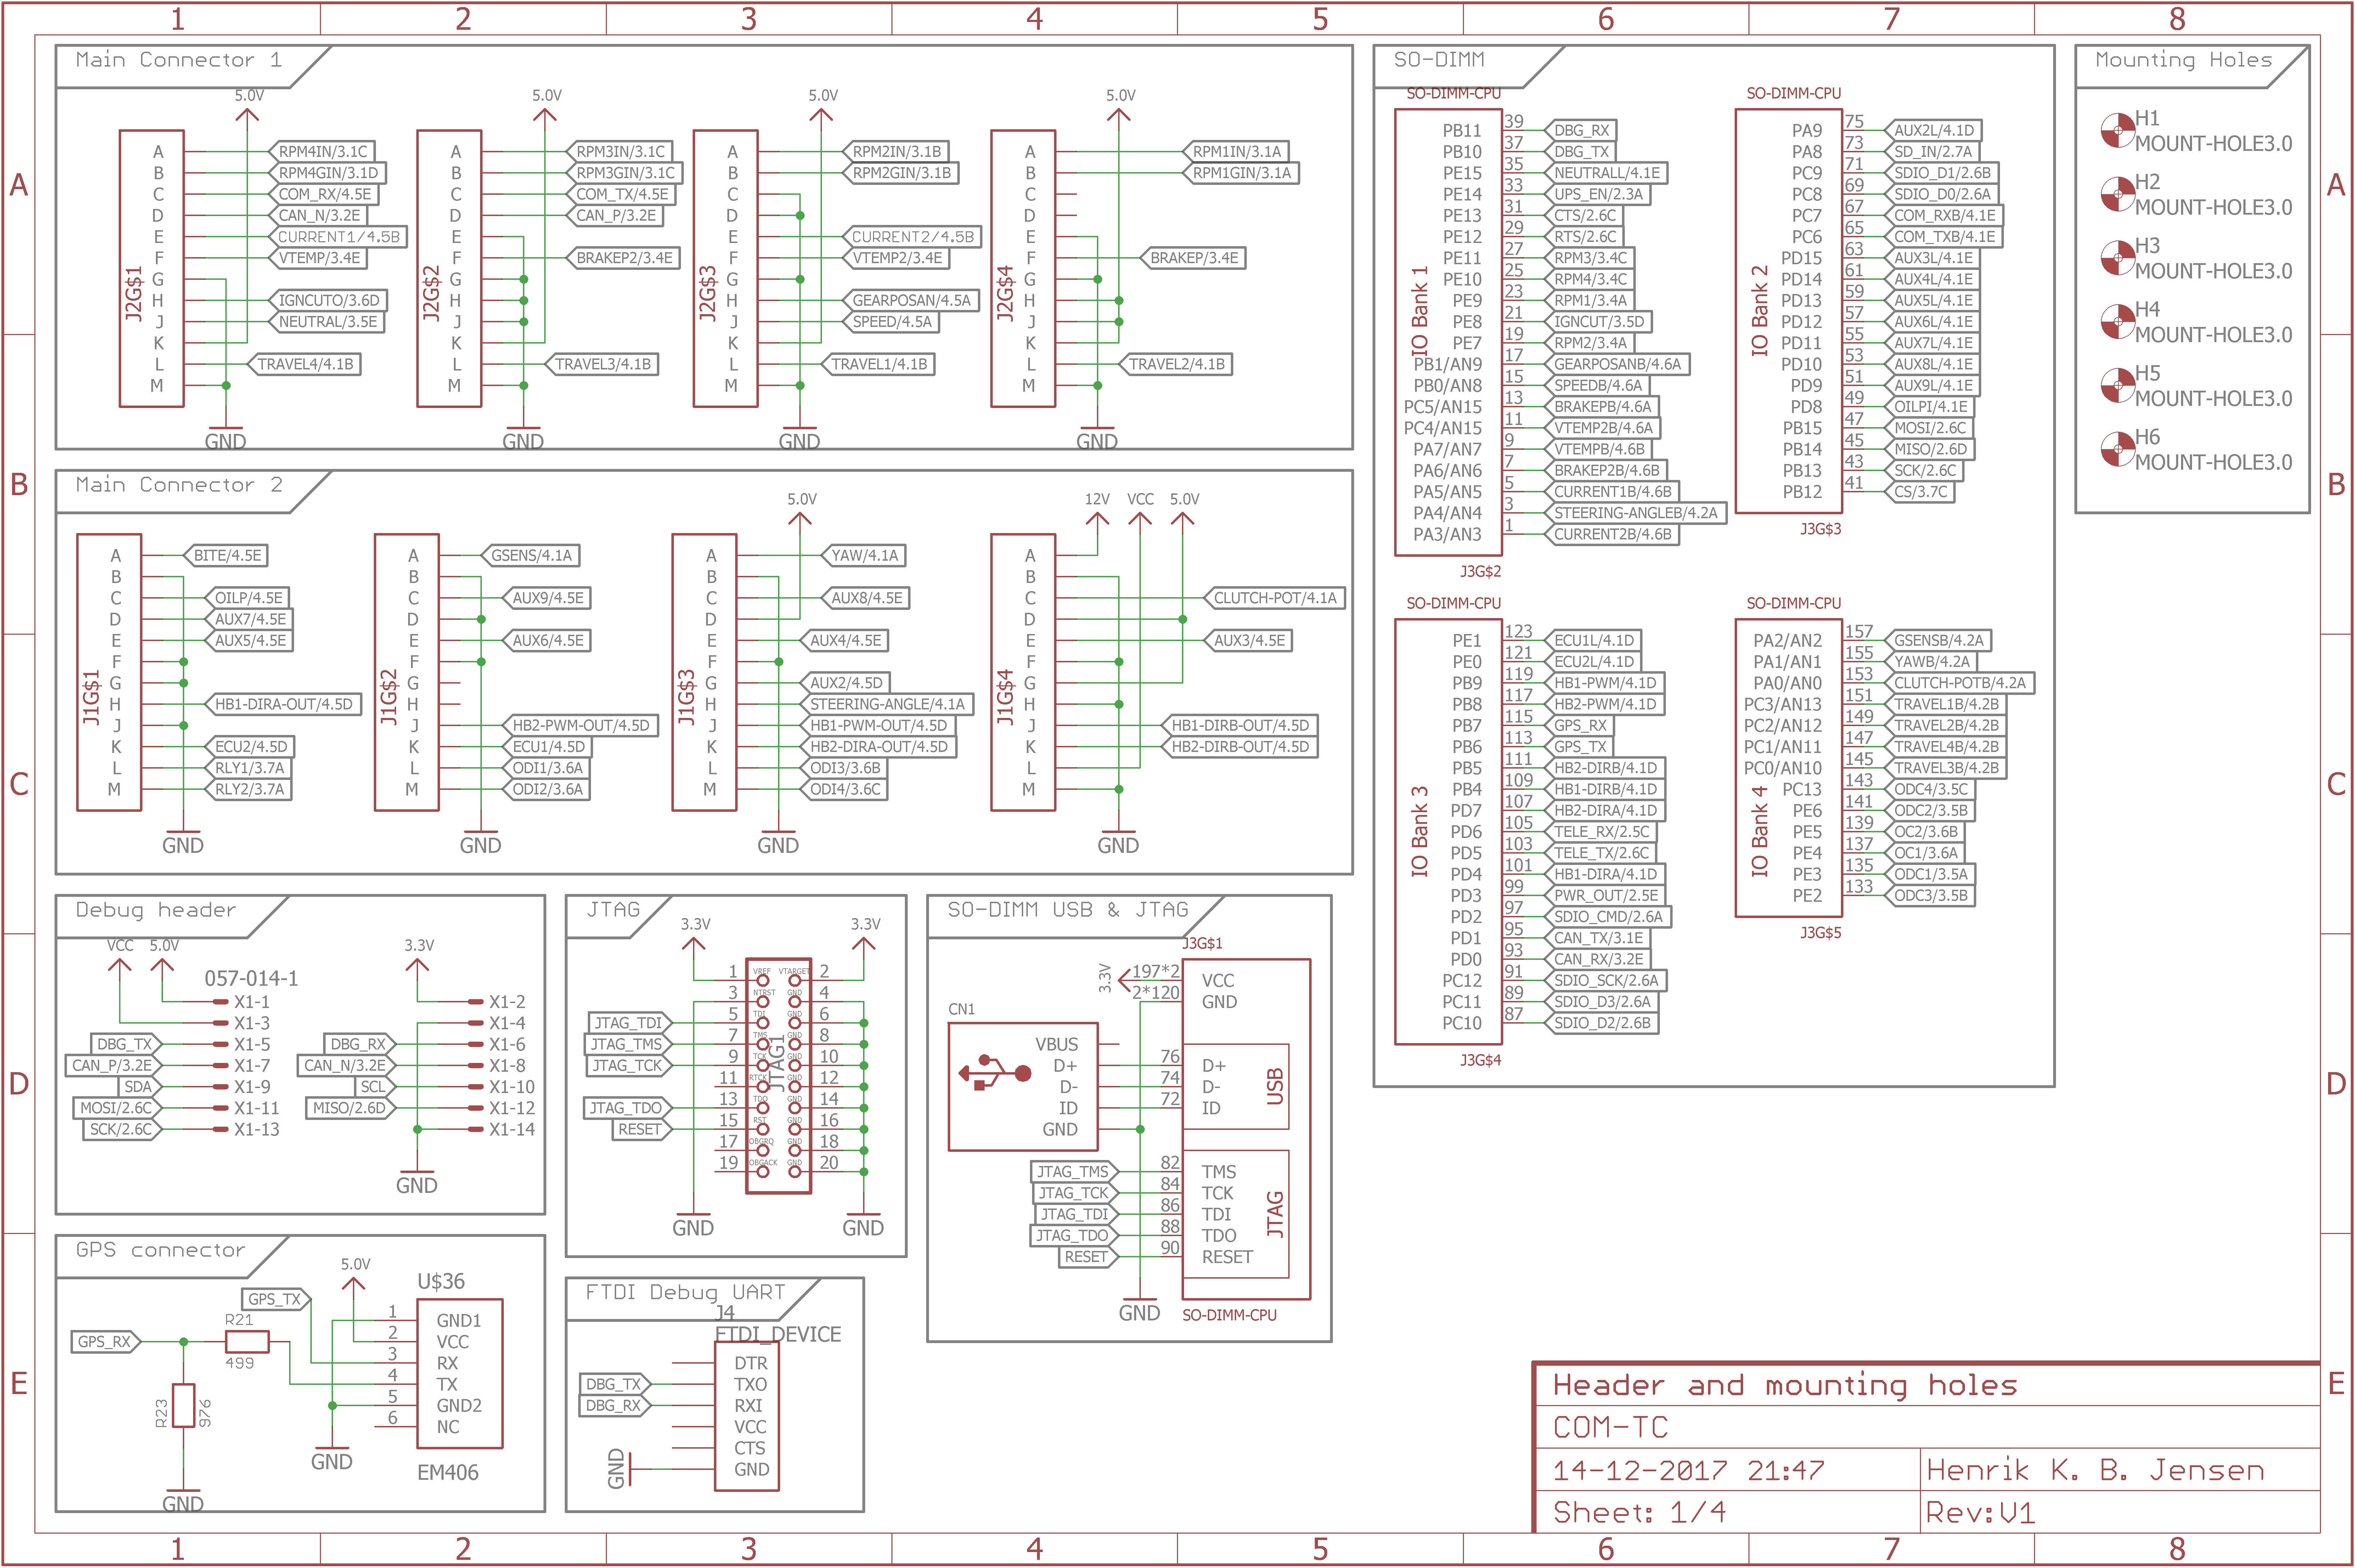 1 2 3 4 5 6 7 8
A
B
C
D
E
Main Connector 1
5.0V
J2G$1
A RPM4IN/3.1C
B RPM4GIN/3.1D
C COM_RX/4.5E
D CAN_N/3.2E
E CURRENT1/4.5B
F VTEMP/3.4E
G
H IGNCUTO/3.6D
J NEUTRAL/3.5E
K
L TRAVEL4/4.1B
M
GND
5.0V
J2G$2
A RPM3IN/3.1C
B RPM3GIN/3.1C
C COM_TX/4.5E
D CAN_P/3.2E
E
F BRAKEP2/3.4E
G
H
J
K
L TRAVEL3/4.1B
M
GND
5.0V
J2G$3
A RPM2IN/3.1B
B RPM2GIN/3.1B
C
D
E CURRENT2/4.5B
F VTEMP2/3.4E
G
H GEARPOSAN/4.5A
J SPEED/4.5A
K
L TRAVEL1/4.1B
M
GND
5.0V
J2G$4
A RPM1IN/3.1A
B RPM1GIN/3.1A
C
D
E
F BRAKEP/3.4E
G
H
J
K
L TRAVEL2/4.1B
M
GND
Main Connector 2
J1G$1
A BITE/4.5E
B
C OILP/4.5E
D AUX7/4.5E
E AUX5/4.5E
F
G
H HB1-DIRA-OUT/4.5D
J
K ECU2/4.5D
L RLY1/3.7A
M RLY2/3.7A
GND
J1G$2
A GSENS/4.1A
B
C AUX9/4.5E
D
E AUX6/4.5E
F
G
H
J HB2-PWM-OUT/4.5D
K ECU1/4.5D
L ODI1/3.6A
M ODI2/3.6A
GND
5.0V
J1G$3
A YAW/4.1A
B
C AUX8/4.5E
D
E AUX4/4.5E
F
G AUX2/4.5D
H STEERING-ANGLE/4.1A
J HB1-PWM-OUT/4.5D
K HB2-DIRA-OUT/4.5D
L ODI3/3.6B
M ODI4/3.6C
GND
12V VCC 5.0V
J1G$4
A
B
C CLUTCH-POT/4.1A
D
E AUX3/4.5E
F
G
H
J HB1-DIRB-OUT/4.5D
K HB2-DIRB-OUT/4.5D
L
M
GND
SO-DIMM
SO-DIMM-CPU
IO Bank 1
PB11 39 DBG_RX
PB10 37 DBG_TX
PE15 35 NEUTRALL/4.1E
PE14 33 UPS_EN/2.3A
PE13 31 CTS/2.6C
PE12 29 RTS/2.6C
PE11 27 RPM3/3.4C
PE10 25 RPM4/3.4C
PE9 23 RPM1/3.4A
PE8 21 IGNCUT/3.5D
PE7 19 RPM2/3.4A
PB1/AN9 17 GEARPOSANB/4.6A
PB0/AN8 15 SPEEDB/4.6A
PC5/AN15 13 BRAKEPB/4.6A
PC4/AN15 11 VTEMP2B/4.6A
PA7/AN7 9 VTEMPB/4.6B
PA6/AN6 7 BRAKEP2B/4.6B
PA5/AN5 5 CURRENT1B/4.6B
PA4/AN4 3 STEERING-ANGLEB/4.2A
PA3/AN3 1 CURRENT2B/4.6B
J3G$2
SO-DIMM-CPU
IO Bank 2
PA9 75 AUX2L/4.1D
PA8 73 SD_IN/2.7A
PC9 71 SDIO_D1/2.6B
PC8 69 SDIO_D0/2.6A
PC7 67 COM_RXB/4.1E
PC6 65 COM_TXB/4.1E
PD15 63 AUX3L/4.1E
PD14 61 AUX4L/4.1E
PD13 59 AUX5L/4.1E
PD12 57 AUX6L/4.1E
PD11 55 AUX7L/4.1E
PD10 53 AUX8L/4.1E
PD9 51 AUX9L/4.1E
PD8 49 OILPI/4.1E
PB15 47 MOSI/2.6C
PB14 45 MISO/2.6D
PB13 43 SCK/2.6C
PB12 41 CS/3.7C
J3G$3
SO-DIMM-CPU
IO Bank 3
PE1 123 ECU1L/4.1D
PE0 121 ECU2L/4.1D
PB9 119 HB1-PWM/4.1D
PB8 117 HB2-PWM/4.1D
PB7 115 GPS_RX
PB6 113 GPS_TX
PB5 111 HB2-DIRB/4.1D
PB4 109 HB1-DIRB/4.1D
PD7 107 HB2-DIRA/4.1D
PD6 105 TELE_RX/2.5C
PD5 103 TELE_TX/2.6C
PD4 101 HB1-DIRA/4.1D
PD3 99 PWR_OUT/2.5E
PD2 97 SDIO_CMD/2.6A
PD1 95 CAN_TX/3.1E
PD0 93 CAN_RX/3.2E
PC12 91 SDIO_SCK/2.6A
PC11 89 SDIO_D3/2.6A
PC10 87 SDIO_D2/2.6B
J3G$4
SO-DIMM-CPU
IO Bank 4
PA2/AN2 157 GSENSB/4.2A
PA1/AN1 155 YAWB/4.2A
PA0/AN0 153 CLUTCH-POTB/4.2A
PC3/AN13 151 TRAVEL1B/4.2B
PC2/AN12 149 TRAVEL2B/4.2B
PC1/AN11 147 TRAVEL4B/4.2B
PC0/AN10 145 TRAVEL3B/4.2B
PC13 143 ODC4/3.5C
PE6 141 ODC2/3.5B
PE5 139 OC2/3.6B
PE4 137 OC1/3.6A
PE3 135 ODC1/3.5A
PE2 133 ODC3/3.5B
J3G$5
Mounting Holes
H1
MOUNT-HOLE3.0
H2
MOUNT-HOLE3.0
H3
MOUNT-HOLE3.0
H4
MOUNT-HOLE3.0
H5
MOUNT-HOLE3.0
H6
MOUNT-HOLE3.0
Debug header
VCC 5.0V 3.3V
057-014-1
X1-1 X1-2
X1-3 X1-4
DBG_TX X1-5 DBG_RX X1-6
CAN_P/3.2E X1-7 CAN_N/3.2E X1-8
SDA X1-9 SCL X1-10
MOSI/2.6C X1-11 MISO/2.6D X1-12
SCK/2.6C X1-13 X1-14
GND
JTAG
3.3V 3.3V
JTAG1
1 VREF VTARGET 2
3 NTRST GND 4
JTAG_TDI 5 TDI GND 6
JTAG_TMS 7 TMS GND 8
JTAG_TCK 9 TCK GND 10
11 RTCK GND 12
JTAG_TDO 13 TDO GND 14
RESET 15 RST GND 16
17 OBGRQ GND 18
19 OBGACK GND 20
GND GND
SO-DIMM USB & JTAG
J3G$1
3.3V 197*2 VCC
2*120 GND
CN1
VBUS
D+ 76 D+
D- 74 D-
ID 72 ID
GND
USB
JTAG_TMS 82 TMS
JTAG_TCK 84 TCK
JTAG_TDI 86 TDI
JTAG_TDO 88 TDO
RESET 90 RESET
JTAG
GND SO-DIMM-CPU
GPS connector
5.0V
U$36
GPS_TX
R21
GPS_RX
499
R23
976
1 GND1
2 VCC
3 RX
4 TX
5 GND2
6 NC
GND
EM406
GND
FTDI Debug UART
J4
FTDI_DEVICE
DTR
DBG_TX TXO
DBG_RX RXI
VCC
CTS
GND GND
Header and mounting holes
COM-TC
14-12-2017 21:47 Henrik K. B. Jensen
Sheet: 1/4 Rev:V1
A
B
C
D
E
1 2 3 4 5 6 7 8